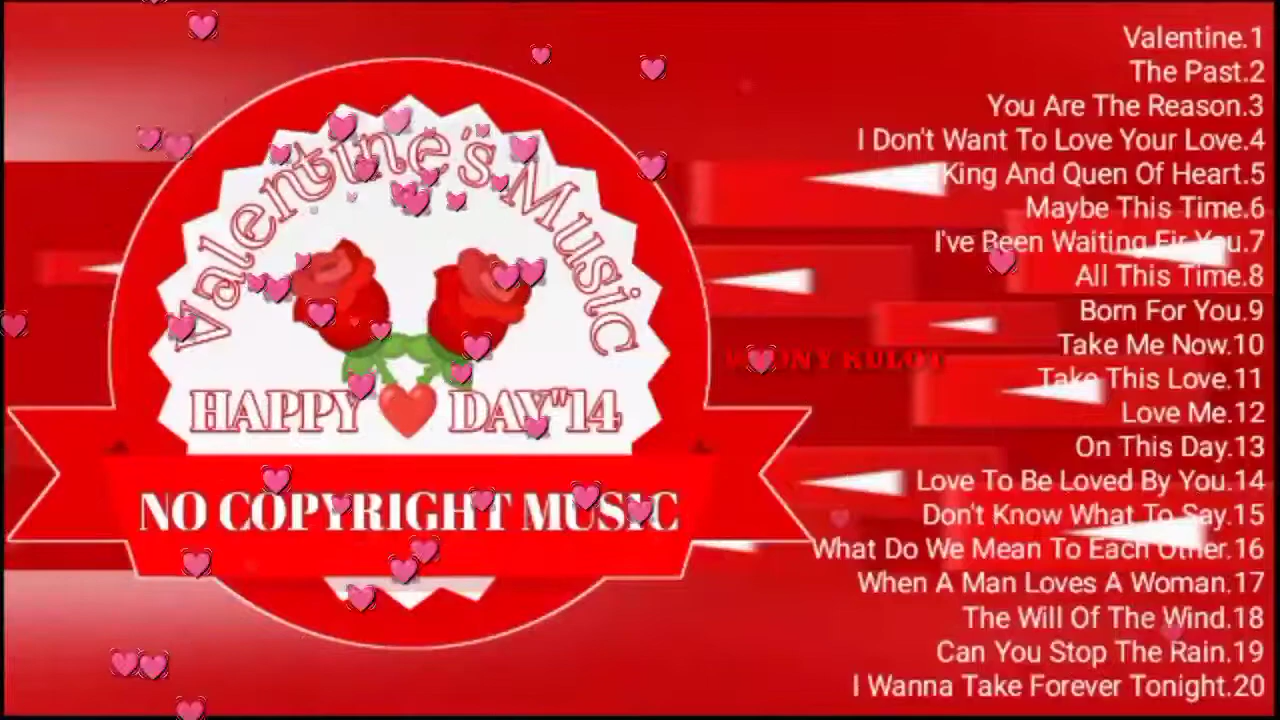 Valentine's Music
HAPPY DAY"14
NO COPYRIGHT MUSIC
Valentine.1
The Past.2
You Are The Reason.3
I Don't Want To Love Your Love.4
King And Quen Of Heart.5
Maybe This Time.6
I've Been Waiting Fir You.7
All This Time.8
Born For You.9
Take Me Now.10
Take This Love.11
Love Me.12
On This Day.13
Love To Be Loved By You.14
Don't Know What To Say.15
What Do We Mean To Each Other.16
When A Man Loves A Woman.17
The Will Of The Wind.18
Can You Stop The Rain.19
I Wanna Take Forever Tonight.20
RULOT